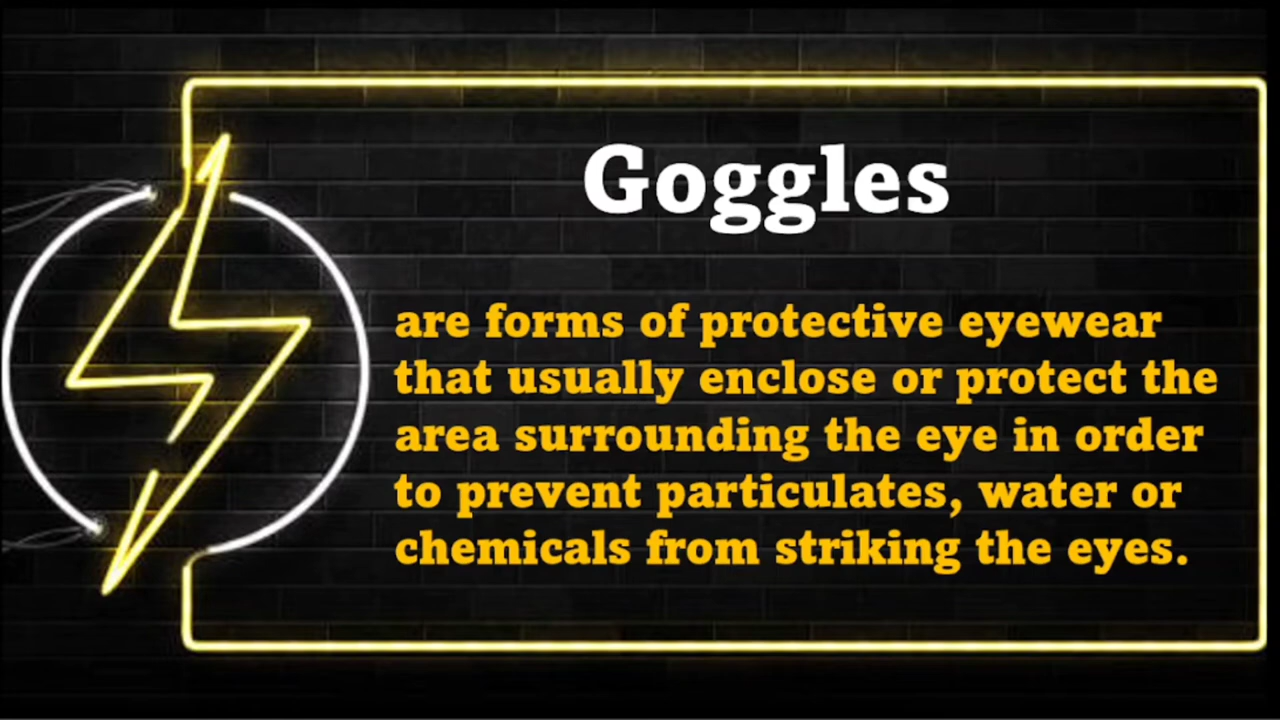 Goggles
are forms of protective eyewear
that usually enclose or protect the
area surrounding the eye in order
to prevent particulates, water or
chemicals from striking the eyes.